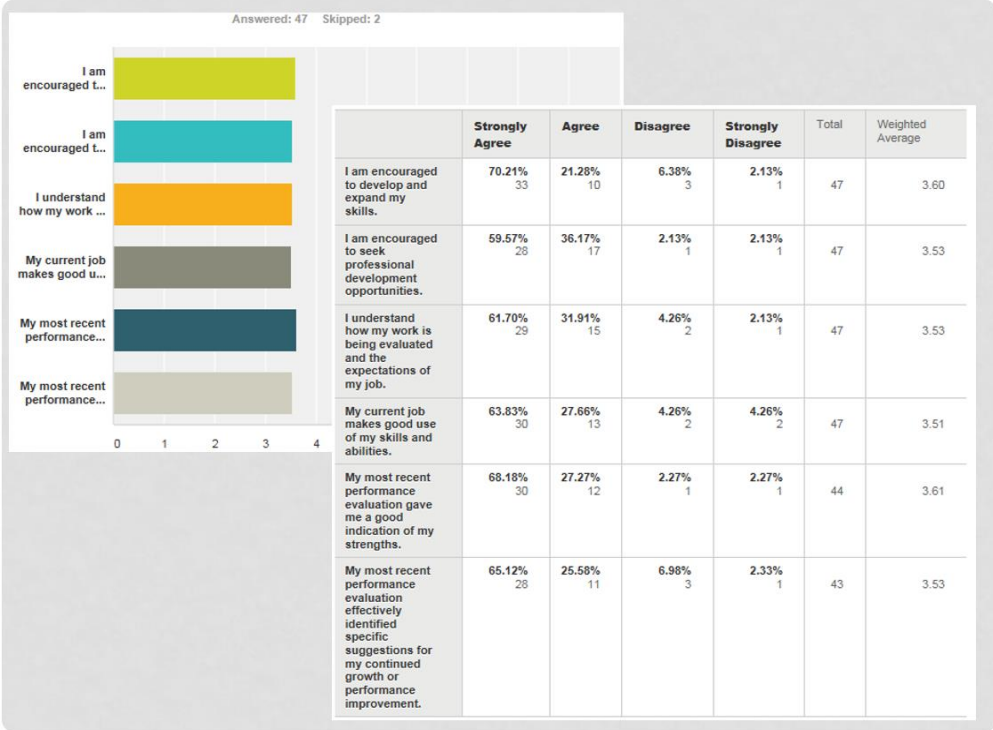 Answered: 47 Skipped: 2
I am
encouraged t...
I am
encouraged t...
I understand
how my work ...
My current job
makes good u...
My most recent
performance...
My most recent
performance...
0 1 2 3 4
Strongly Agree Agree Disagree Strongly Disagree Total Weighted Average
I am encouraged
to develop and
expand my
skills.
70.21% 21.28% 6.38% 2.13%
33 10 3 1 47 3.60
I am encouraged
to seek
professional
development
opportunities.
59.57% 36.17% 2.13% 2.13%
28 17 1 1 47 3.53
I understand
how my work is
being evaluated
and the
expectations of
my job.
61.70% 31.91% 4.26% 2.13%
29 15 2 1 47 3.53
My current job
makes good use
of my skills and
abilities.
63.83% 27.66% 4.26% 4.26%
30 13 2 2 47 3.51
My most recent
performance
evaluation gave
me a good
indication of my
strengths.
68.18% 27.27% 2.27% 2.27%
30 12 1 1 44 3.61
My most recent
performance
evaluation
effectively
identified
specific
suggestions for
my continued
growth or
performance
improvement.
65.12% 25.58% 6.98% 2.33%
28 11 3 1 43 3.53